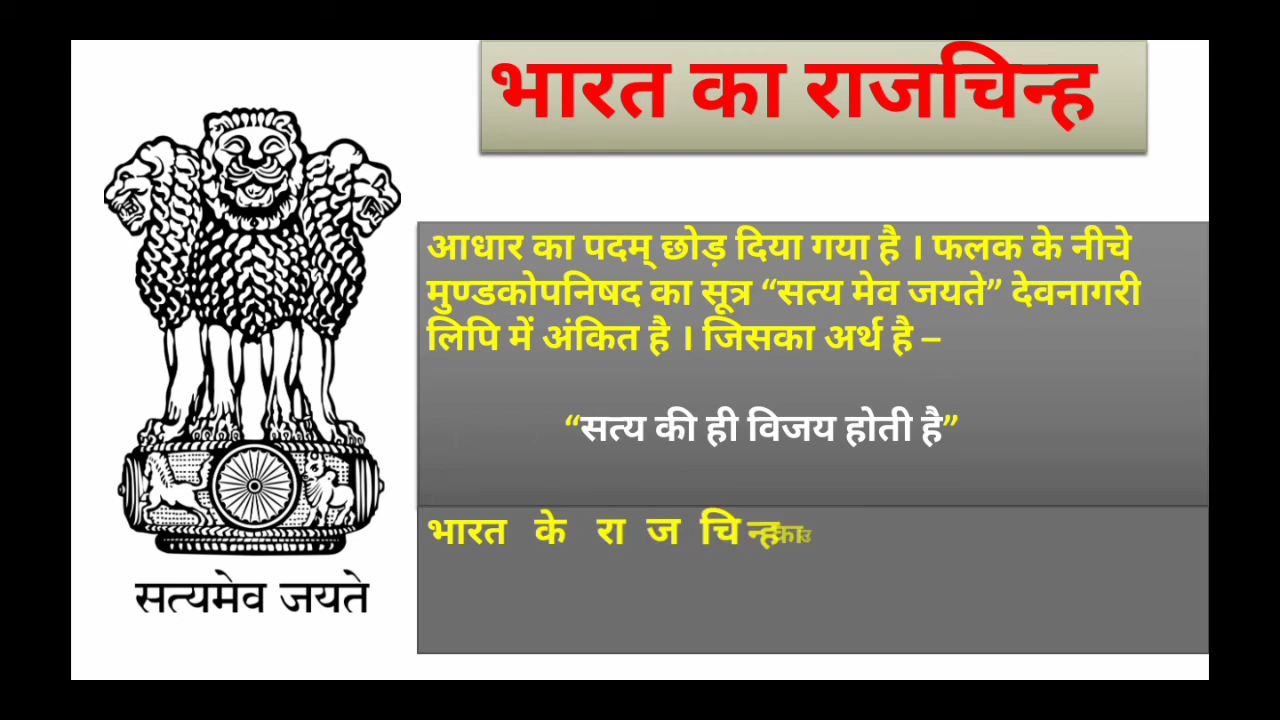 भारत का राजचिन्ह
आधार का पदम् छोड़ दिया गया है । फलक के नीचे
मुण्डकोपनिषद का सूत्र “सत्य मेव जयते” देवनागरी
लिपि में अंकित है । जिसका अर्थ है –
“सत्य की ही विजय होती है”
भारत के राजचिन्ह का उ
सत्यमेव जयते